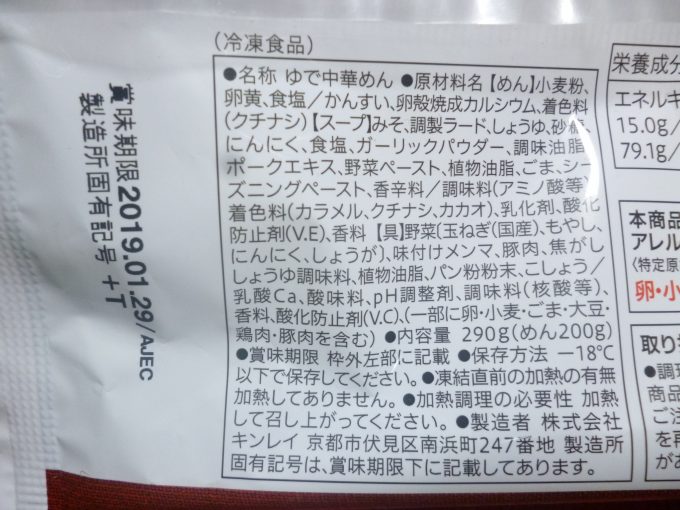 (冷凍食品)
●名称 ゆで中華めん ●原材料名【めん】小麦粉、
卵黄、食塩／かんすい、卵殻焼成カルシウム、着色料
(クチナシ)【スープ】みそ、調製ラード、しょうゆ、砂糖、
にんにく、食塩、ガーリックパウダー、調味油脂、
ポークエキス、野菜ペースト、植物油脂、ごま、シー
ズニングペースト、香辛料／調味料(アミノ酸等)、
着色料(カラメル、クチナシ、カカオ)、乳化剤、酸化
防止剤(V.E)、香料 【具】野菜(玉ねぎ(国産)、もやし、
にんにく、しょうが)、味付けメンマ、豚肉、焦がし
しょうゆ調味料、植物油脂、パン粉粉末、こしょう／
乳酸Ca、酸味料、pH調整剤、調味料(核酸等)、
香料、酸化防止剤(V.C)、(一部に卵・小麦・ごま・大豆・
鶏肉・豚肉を含む) ●内容量 290g(めん200g)
●賞味期限 枠外左部に記載 ●保存方法 －18℃
以下で保存してください。●凍結直前の加熱の有無
加熱してありません。●加熱調理の必要性 加熱
して召し上がってください。●製造者 株式会社
キンレイ 京都市伏見区南浜町247番地 製造所
固有記号は、賞味期限下に記載してあります。
賞味期限2019.01.29/AJEC
製造所固有記号 +T
栄養成分
エネルギ
15.0g/
79.1g/
本商品
アレル
〈特定原
卵・小
取り
●調理
商品
ご注
を再
があ